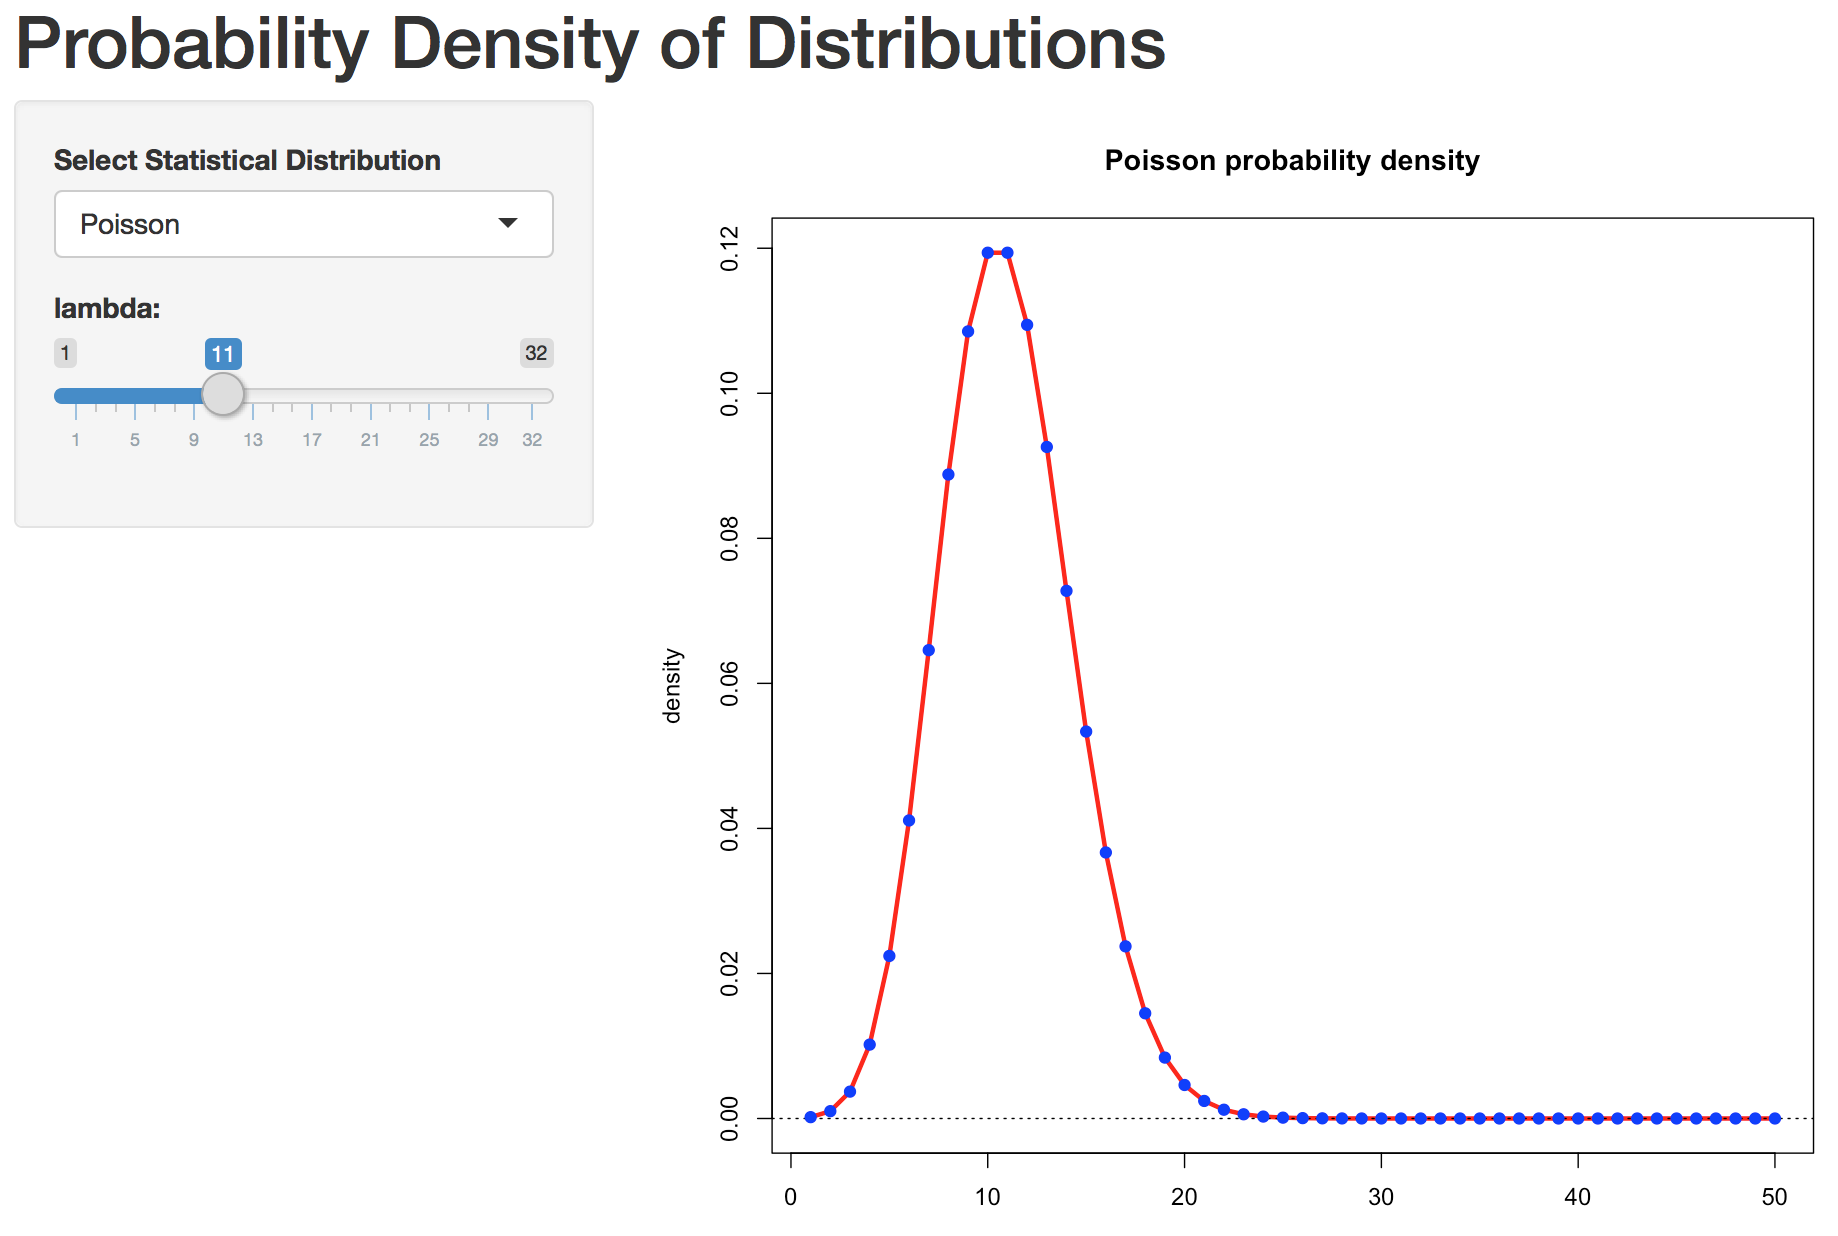 Probability Density of Distributions
Select Statistical Distribution
Poisson
lambda:
1 11 32
1 5 9 13 17 21 25 29 32
Poisson probability density
0.12
0.10
0.08
0.06
density
0.04
0.02
0.00
0 10 20 30 40 50